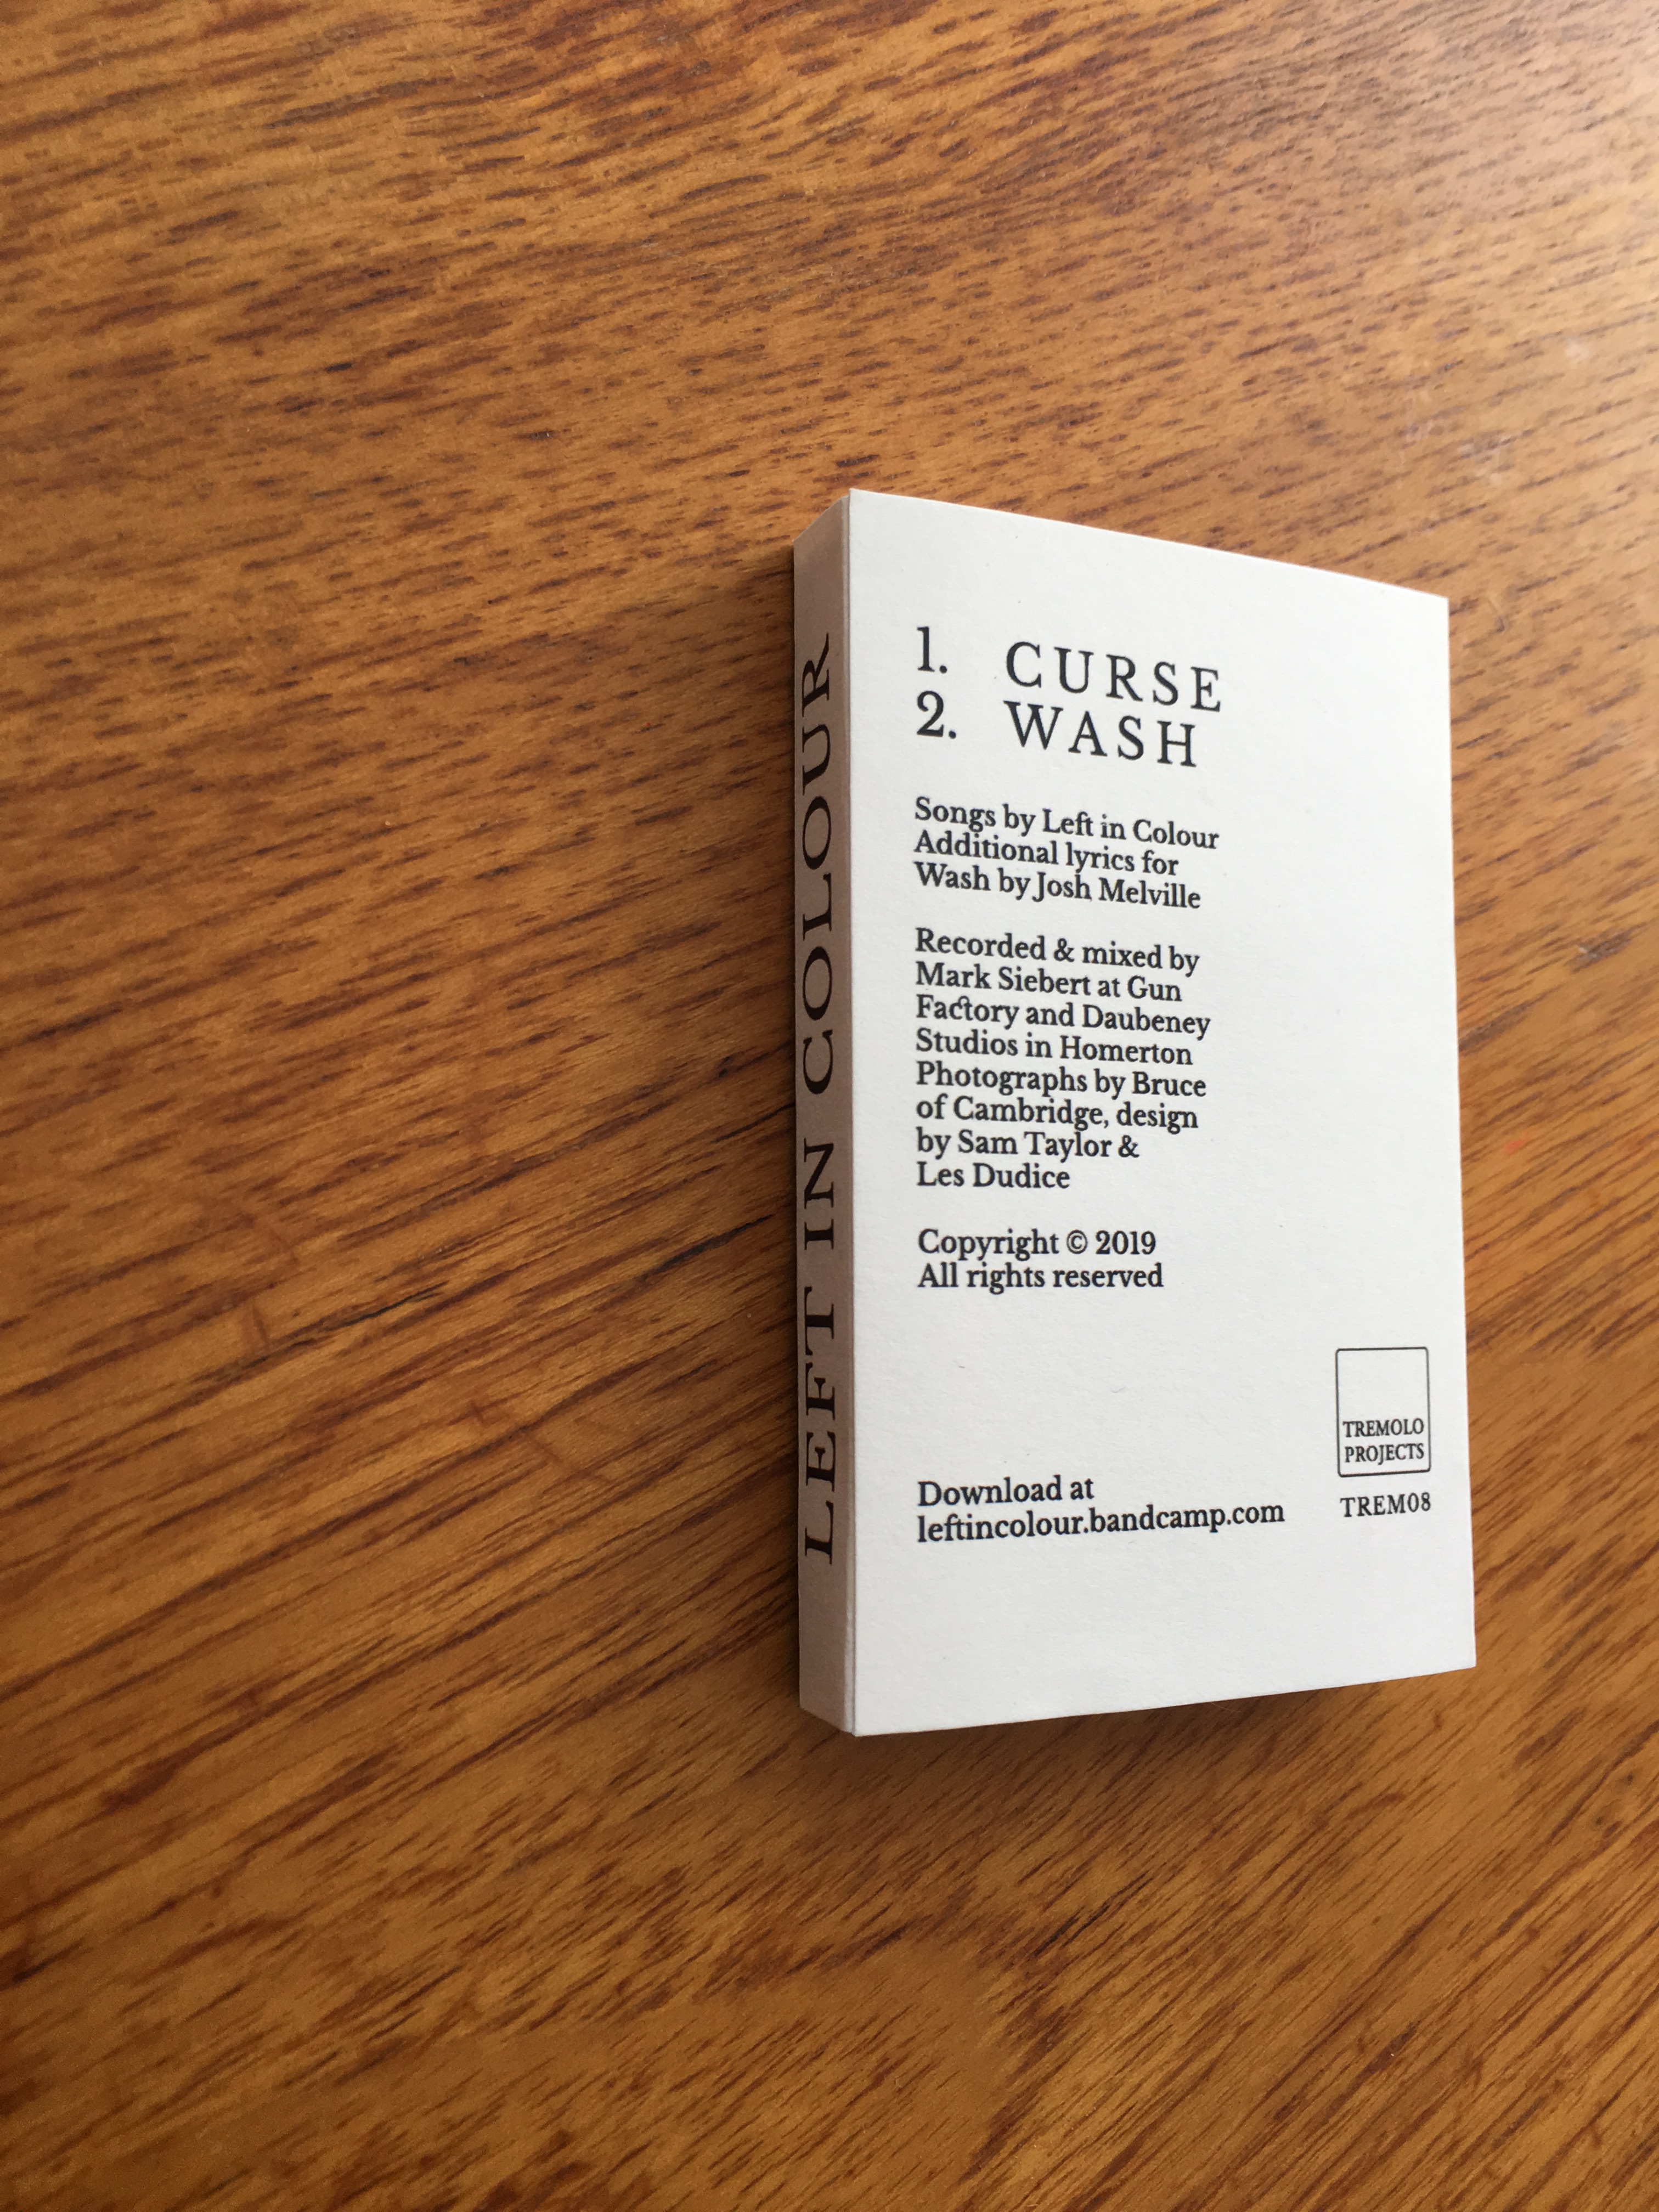 LEFT IN COLOUR
1. CURSE
2. WASH
Songs by Left in Colour
Additional lyrics for
Wash by Josh Melville
Recorded & mixed by
Mark Siebert at Gun
Factory and Daubeney
Studios in Homerton
Photographs by Bruce
of Cambridge, design
by Sam Taylor &
Les Dudice
Copyright © 2019
All rights reserved
Download at
leftincolour.bandcamp.com
TREMOLO
PROJECTS
TREM08